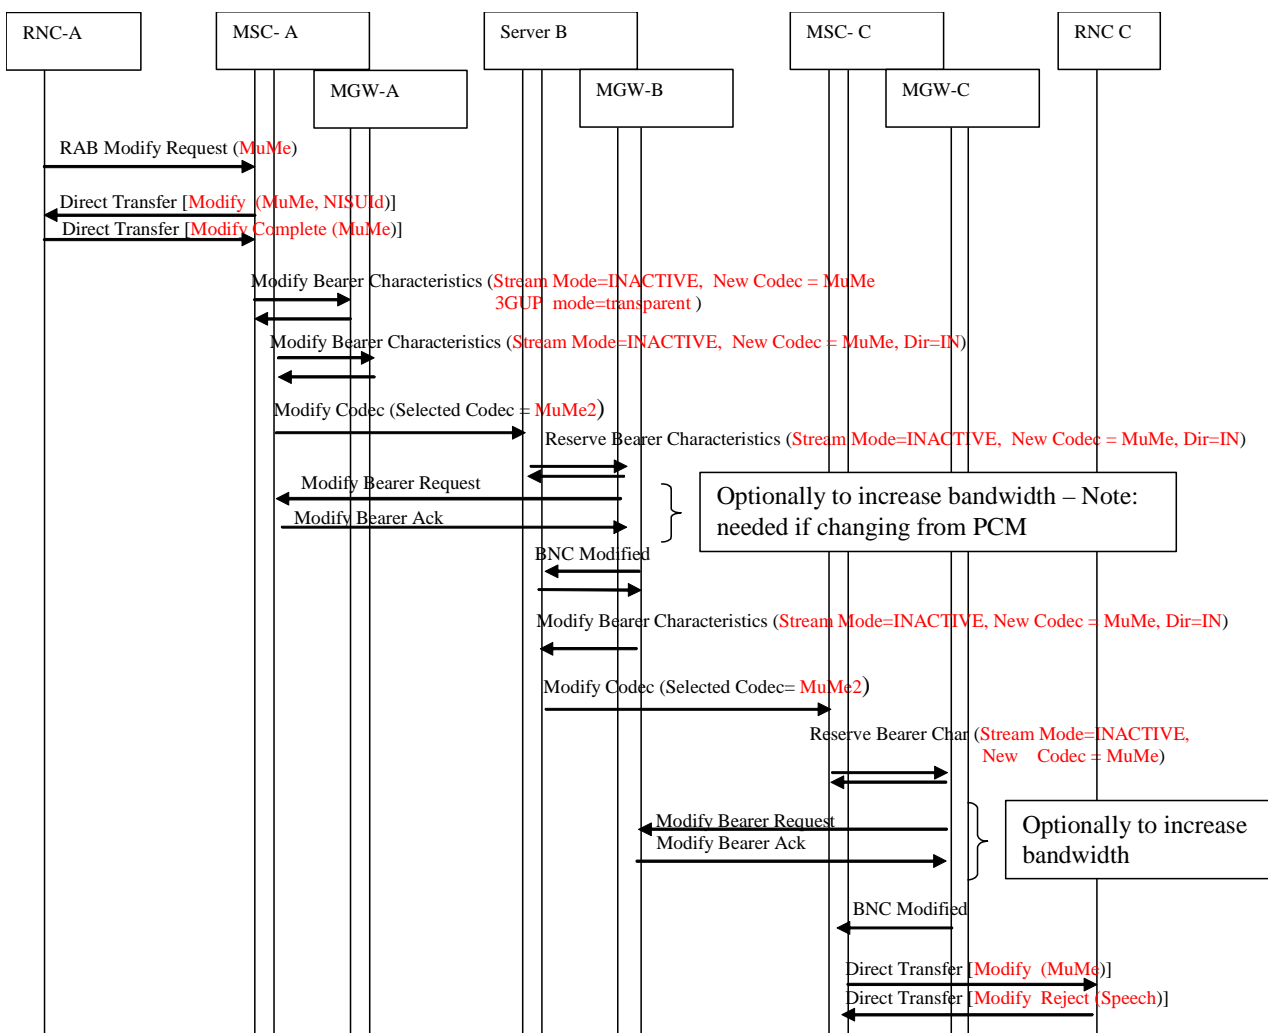 RNC-A
MSC- A
Server B
MSC- C
RNC C
MGW-A
MGW-B
MGW-C
RAB Modify Request (MuMe)
Direct Transfer [Modify (MuMe, NISUId)]
Direct Transfer [Modify Complete (MuMe)]
Modify Bearer Characteristics (Stream Mode=INACTIVE, New Codec = MuMe
3GUP mode=transparent )
Modify Bearer Characteristics (Stream Mode=INACTIVE, New Codec = MuMe, Dir=IN)
Modify Codec (Selected Codec = MuMe2)
Reserve Bearer Characteristics (Stream Mode=INACTIVE, New Codec = MuMe, Dir=IN)
Modify Bearer Request
Optionally to increase bandwidth – Note:
needed if changing from PCM
Modify Bearer Ack
BNC Modified
Modify Bearer Characteristics (Stream Mode=INACTIVE, New Codec = MuMe, Dir=IN)
Modify Codec (Selected Codec= MuMe2)
Reserve Bearer Char (Stream Mode=INACTIVE,
New Codec = MuMe)
Modify Bearer Request
Modify Bearer Ack
Optionally to increase
bandwidth
BNC Modified
Direct Transfer [Modify (MuMe)]
Direct Transfer [Modify Reject (Speech)]